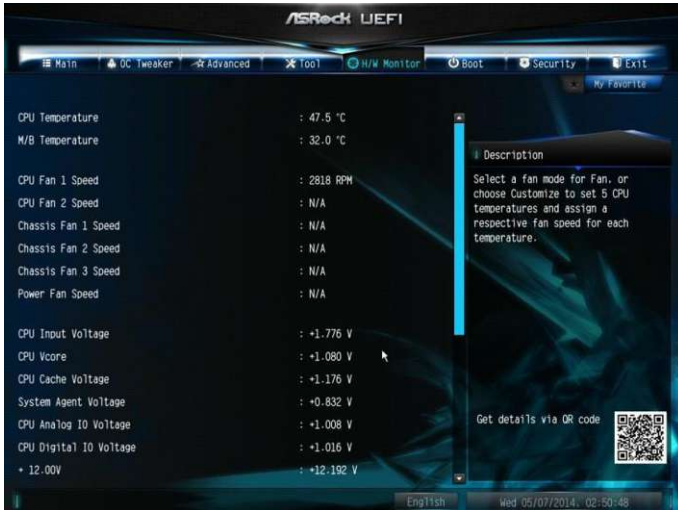 ASRock UEFI
Main OC Tweaker Advanced Tool H/W Monitor Boot Security Exit
My Favorite
CPU Temperature : 47.5 °C
M/B Temperature : 32.0 °C
CPU Fan 1 Speed : 2818 RPM
CPU Fan 2 Speed : N/A
Chassis Fan 1 Speed : N/A
Chassis Fan 2 Speed : N/A
Chassis Fan 3 Speed : N/A
Power Fan Speed : N/A
CPU Input Voltage : +1.776 V
CPU Vcore : +1.080 V
CPU Cache Voltage : +1.176 V
System Agent Voltage : +0.832 V
CPU Analog IO Voltage : +1.008 V
CPU Digital IO Voltage : +1.016 V
+ 12.00V : +12.192 V
Description
Select a fan mode for Fan. or
choose Customize to set 5 CPU
temperatures and assign a
respective fan speed for each
temperature.
Get details via QR code
English Wed 05/07/2014. 02:50:48